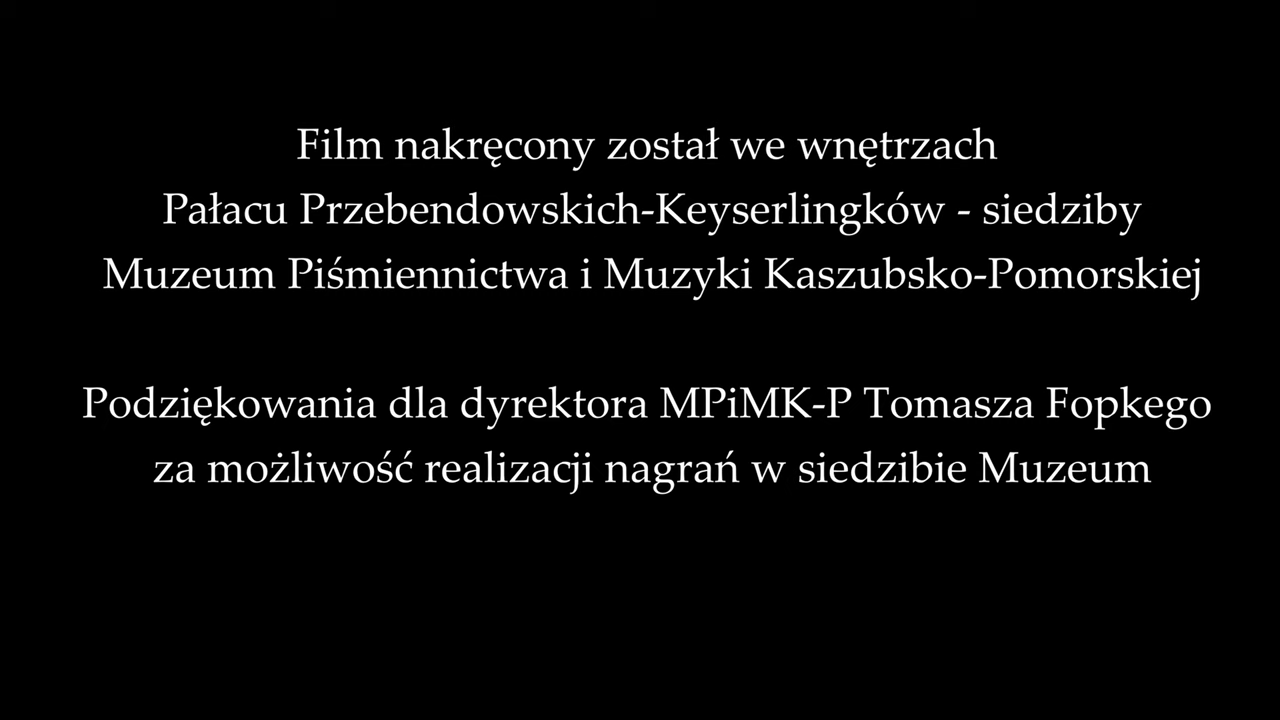 Film nakręcony został we wnętrzach
Pałacu Przebendowskich-Keyserlingków - siedziby
Muzeum Piśmiennictwa i Muzyki Kaszubsko-Pomorskiej
Podziękowania dla dyrektora MPiMK-P Tomasza Fopkego
za możliwość realizacji nagrań w siedzibie Muzeum